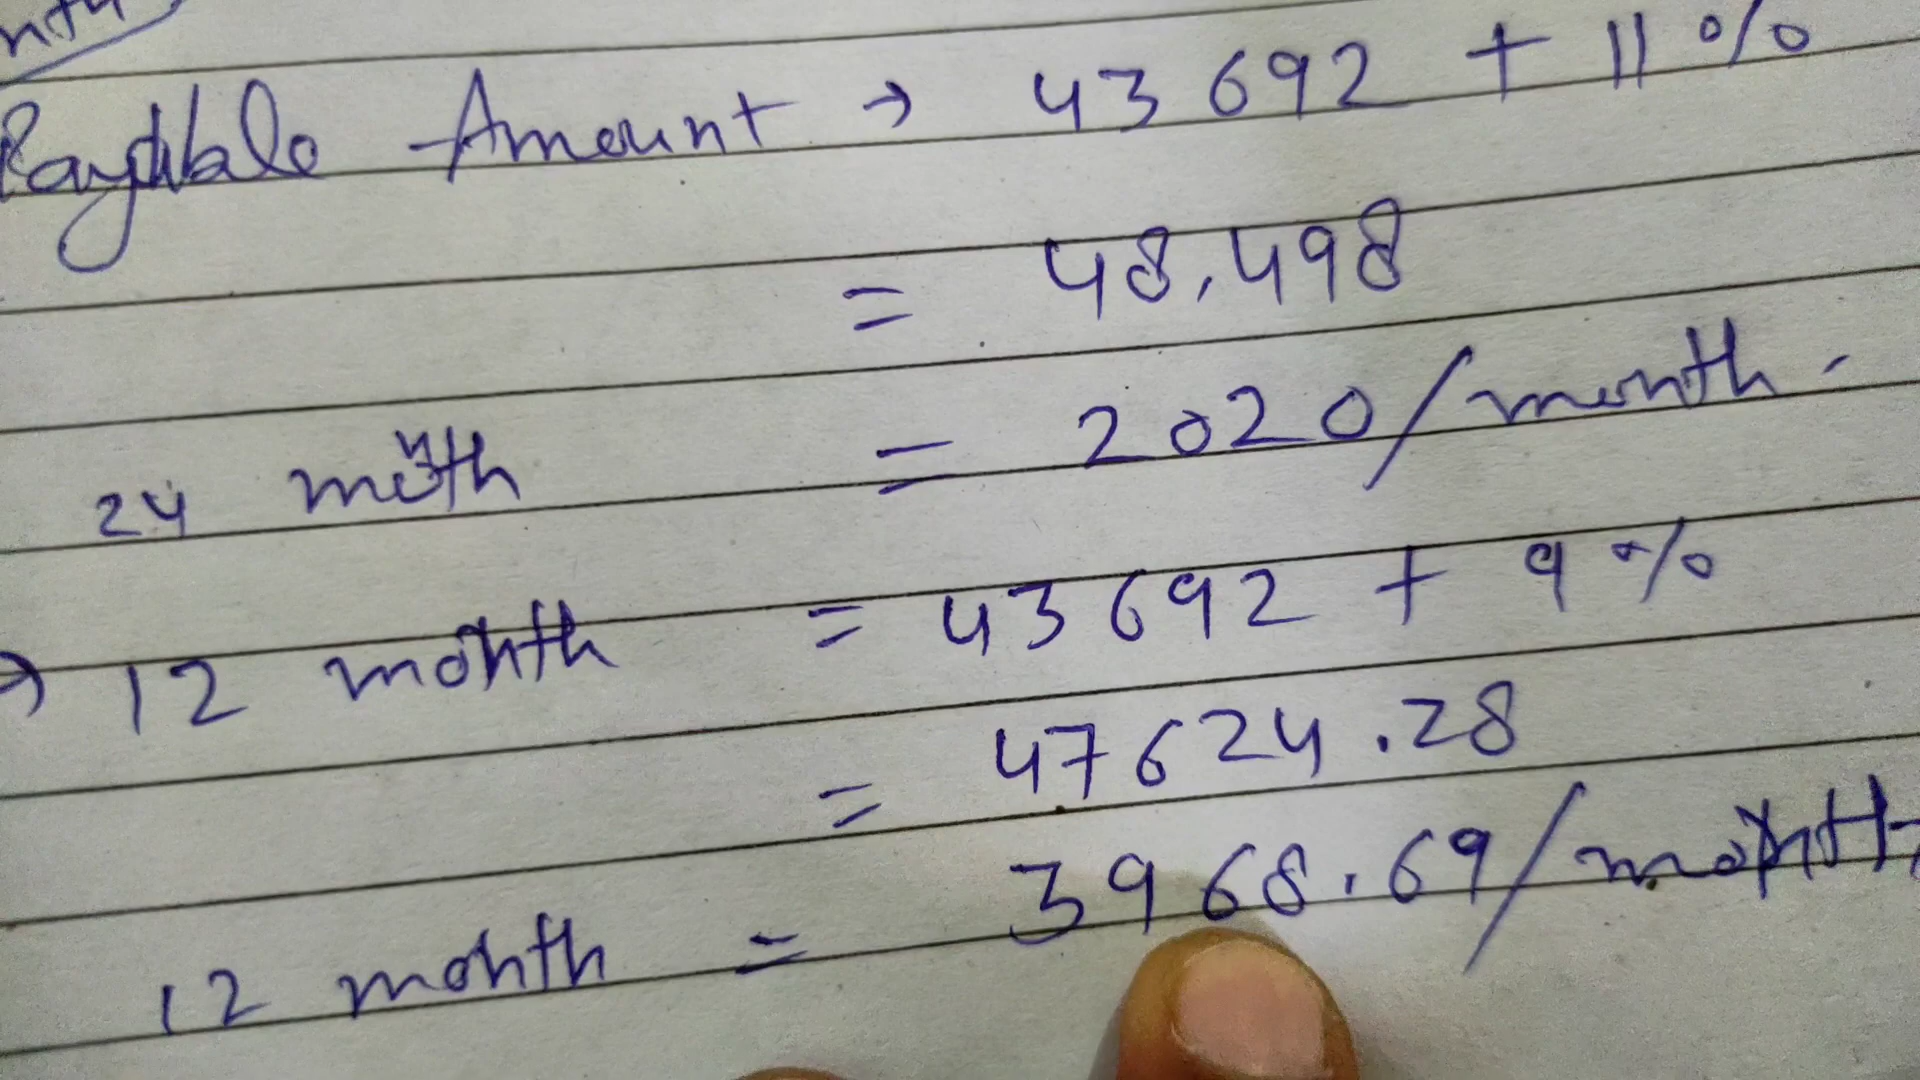 Payable Amount → 43692 + 11%
= 48,498
24 month = 2020/month.
→ 12 month = 43692 + 9%
= 47624.28
12 month = 3968.69/month